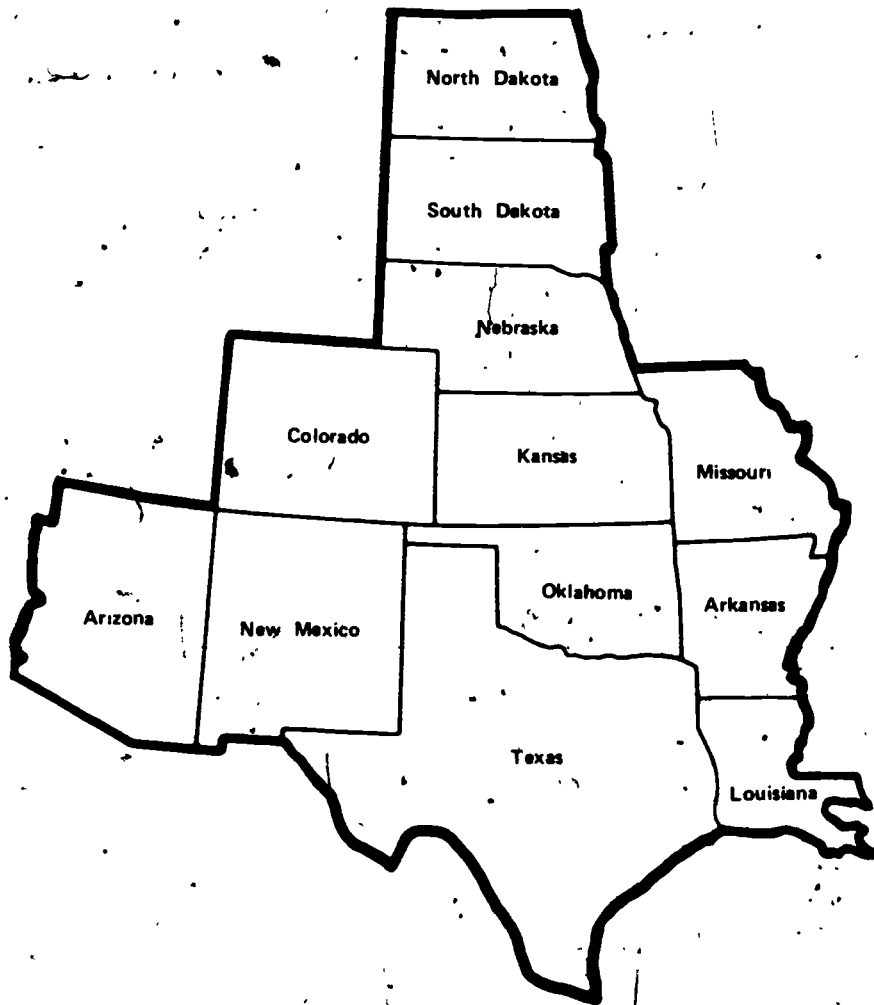 North Dakota
South Dakota
Nebraska
Colorado
Kansas
Missouri
Oklahoma
Arkansas
Arizona
New Mexico
Texas
Louisiana